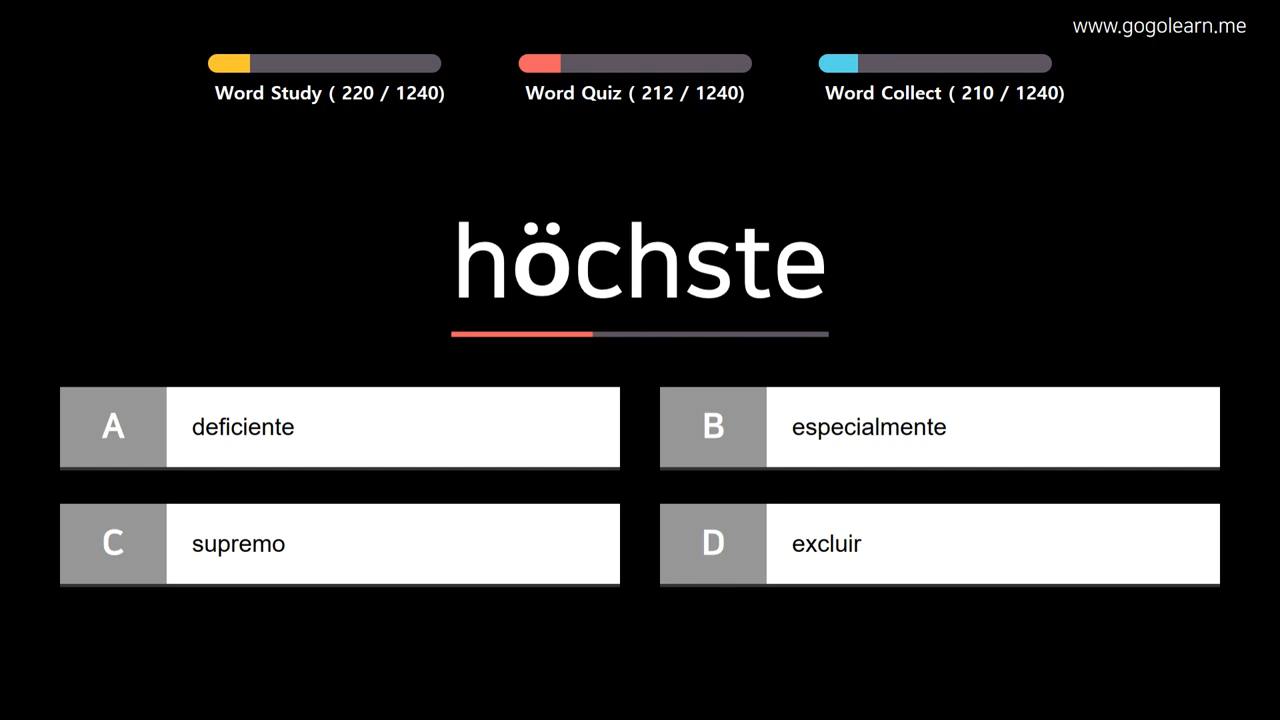 www.gogolearn.me
Word Study ( 220 / 1240)
Word Quiz ( 212 / 1240)
Word Collect ( 210 / 1240)
höchste
A deficiente
B especialmente
C supremo
D excluir